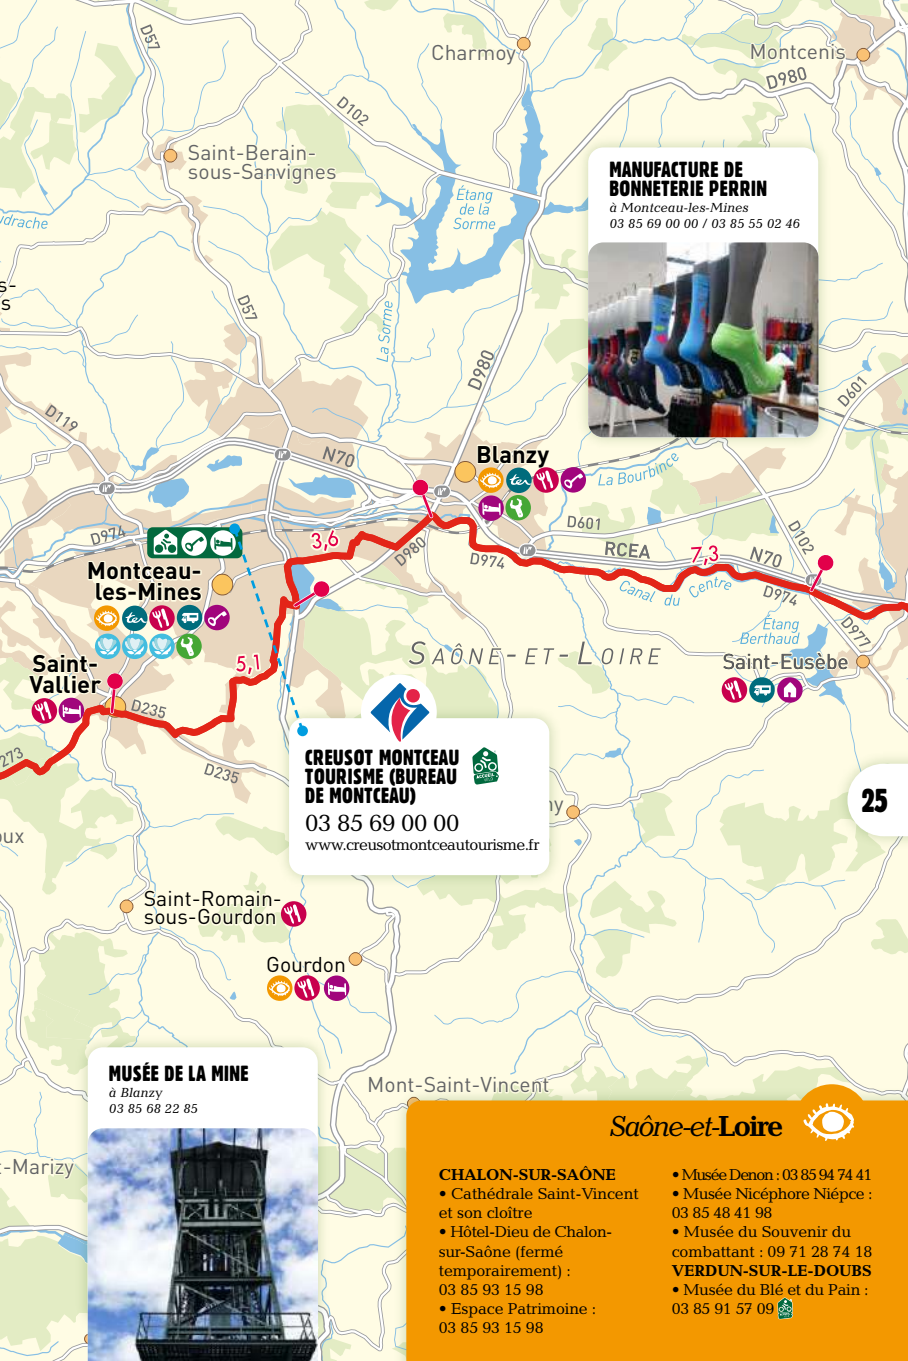 D57
Charmoy
Montcenis
D980
D102
Saint-Berain-
sous-Sanvignes
Étang
de la
Sorme
MANUFACTURE DE
BONNETERIE PERRIN
à Montceau-les-Mines
03 85 69 00 00 / 03 85 55 02 46
udrache
s-
s
D57
La Sorme
D980
D601
D119
N70
Blanzy
ter
La Bourbince
D974
3,6
D980
D974
D601
RCEA
7,3
N70
D102
D974
Montceau-
les-Mines
ter
Canal du Centre
Étang
Berthaud
D977
Saint-Eusèbe
SAÔNE-ET-LOIRE
5,1
Saint-
Vallier
D235
D235
273
CREUSOT MONTCEAU
TOURISME (BUREAU
DE MONTCEAU)
ACCUEIL
03 85 69 00 00
www.creusotmontceautourisme.fr
ny
25
oux
Saint-Romain-
sous-Gourdon
Gourdon
MUSÉE DE LA MINE
à Blanzy
03 85 68 22 85
Mont-Saint-Vincent
t-Marizy
Saône-et-Loire
CHALON-SUR-SAÔNE
• Cathédrale Saint-Vincent
et son cloître
• Hôtel-Dieu de Chalon-
sur-Saône (fermé
temporairement) :
03 85 93 15 98
• Espace Patrimoine :
03 85 93 15 98
• Musée Denon : 03 85 94 74 41
• Musée Nicéphore Niépce :
03 85 48 41 98
• Musée du Souvenir du
combattant : 09 71 28 74 18
VERDUN-SUR-LE-DOUBS
• Musée du Blé et du Pain :
03 85 91 57 09